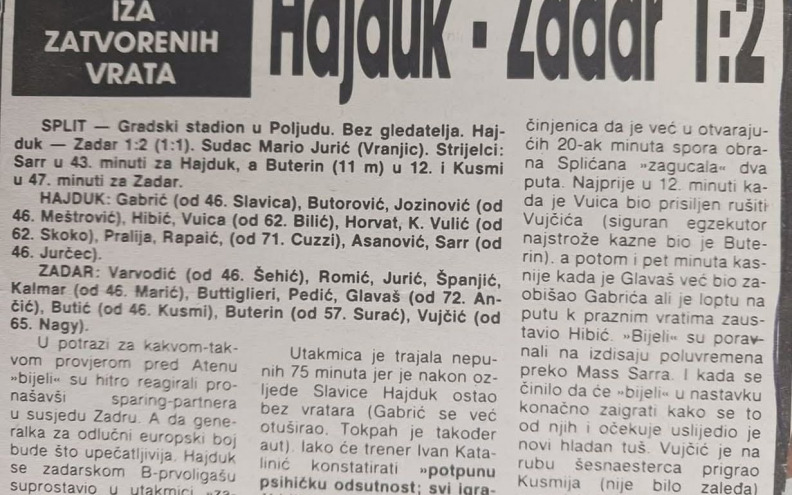 IZA
ZATVORENIH
VRATA
Hajduk - Zadar 1:2
SPLIT — Gradski stadion u Poljudu. Bez gledatelja. Haj-
duk — Zadar 1:2 (1:1). Sudac Mario Jurić (Vranjic). Strijelci:
Sarr u 43. minuti za Hajduk, a Buterin (11 m) u 12. i Kusmi
u 47. minuti za Zadar.
HAJDUK: Gabrić (od 46. Slavica), Butorović, Jozinović (od
46. Meštrović), Hibić, Vuica (od 62. Bilić), Horvat, K. Vulić (od
62. Skoko), Pralija, Rapaić, (od 71. Cuzzi), Asanović, Sarr (od
46. Jurčec).
ZADAR: Varvodić (od 46. Šehić), Romić, Jurić, Španjić,
Kalmar (od 46. Marić), Buttiglieri, Pedić, Glavaš (od 72. An-
čić), Butić (od 46. Kusmi), Buterin (od 57. Surać), Vujčić (od
65. Nagy).
U potrazi za kakvom-tak-
vom provjerom pred Atenu
»bijeli« su hitro reagirali pro-
našavši sparing-partnera
u susjedu Zadru. A da gene-
ralka za odlučni europski boj
bude što upečatljivija. Hajduk
se zadarskom B-prvoligašu
suprostavio u utakmici »za-
Utakmica je trajala nepu-
nih 75 minuta jer je nakon oz-
ljede Slavice Hajduk ostao
bez vratara (Gabrić se već
otuširao. Tokpah je također
aut). Iako će trener Ivan Kata-
linić konstatirati »potpunu
psihičku odsutnost; svi igra-
činjenica da je već u otvaraju-
ćih 20-ak minuta spora obra-
na Splićana »zagucala« dva
puta. Najprije u 12. minuti ka-
da je Vuica bio prisiljen rušiti
Vujčića (siguran egzekutor
najstrože kazne bio je Bute-
rin). a potom i pet minuta kas-
nije kada je Glavaš već bio za-
obišao Gabrića ali je loptu na
putu k praznim vratima zaus-
tavio Hibić. »Bijeli« su porav-
nali na izdisaju poluvremena
preko Mass Sarra. I kada se
činilo da će »bijeli« u nastavku
konačno zaigrati kako se to
od njih i očekuje uslijedio je
novi hladan tuš. Vujčić je na
rubu šesnaesterca prigrao
Kusmija (nije bilo zaleđa)